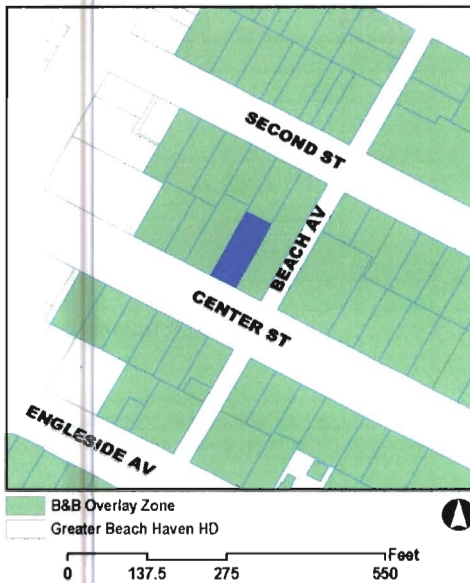 SECOND ST
BEACH AV
CENTER ST
ENGLESIDE AV
B&B Overlay Zone
Greater Beach Haven HD
Feet
0 137.5 275 550